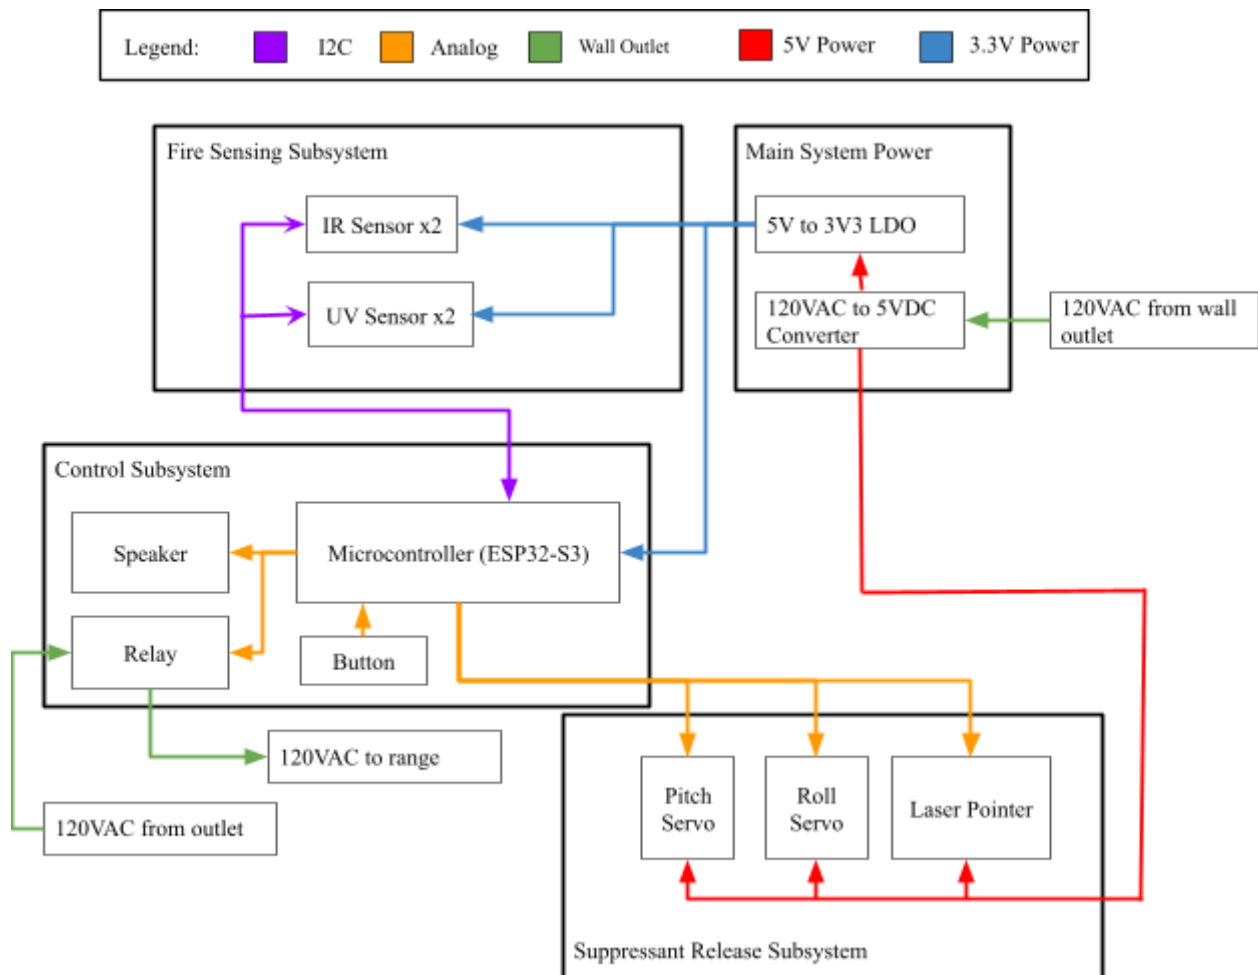 Legend: I2C Analog Wall Outlet 5V Power 3.3V Power
Fire Sensing Subsystem
IR Sensor x2
UV Sensor x2
Main System Power
5V to 3V3 LDO
120VAC to 5VDC
Converter
120VAC from wall
outlet
Control Subsystem
Speaker
Microcontroller (ESP32-S3)
Relay
Button
120VAC to range
120VAC from outlet
Pitch
Servo
Roll
Servo
Laser Pointer
Suppressant Release Subsystem